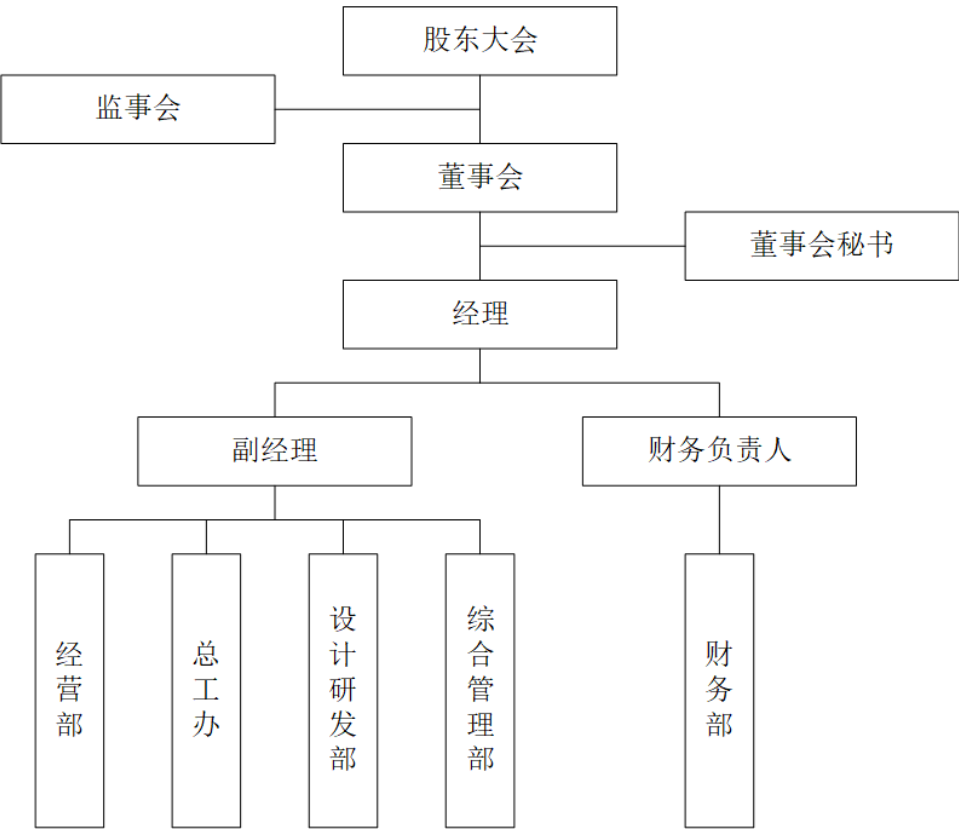 股东大会
监事会
董事会
董事会秘书
经理
副经理
财务负责人
经营部
总工办
设计研发部
综合管理部
财务部